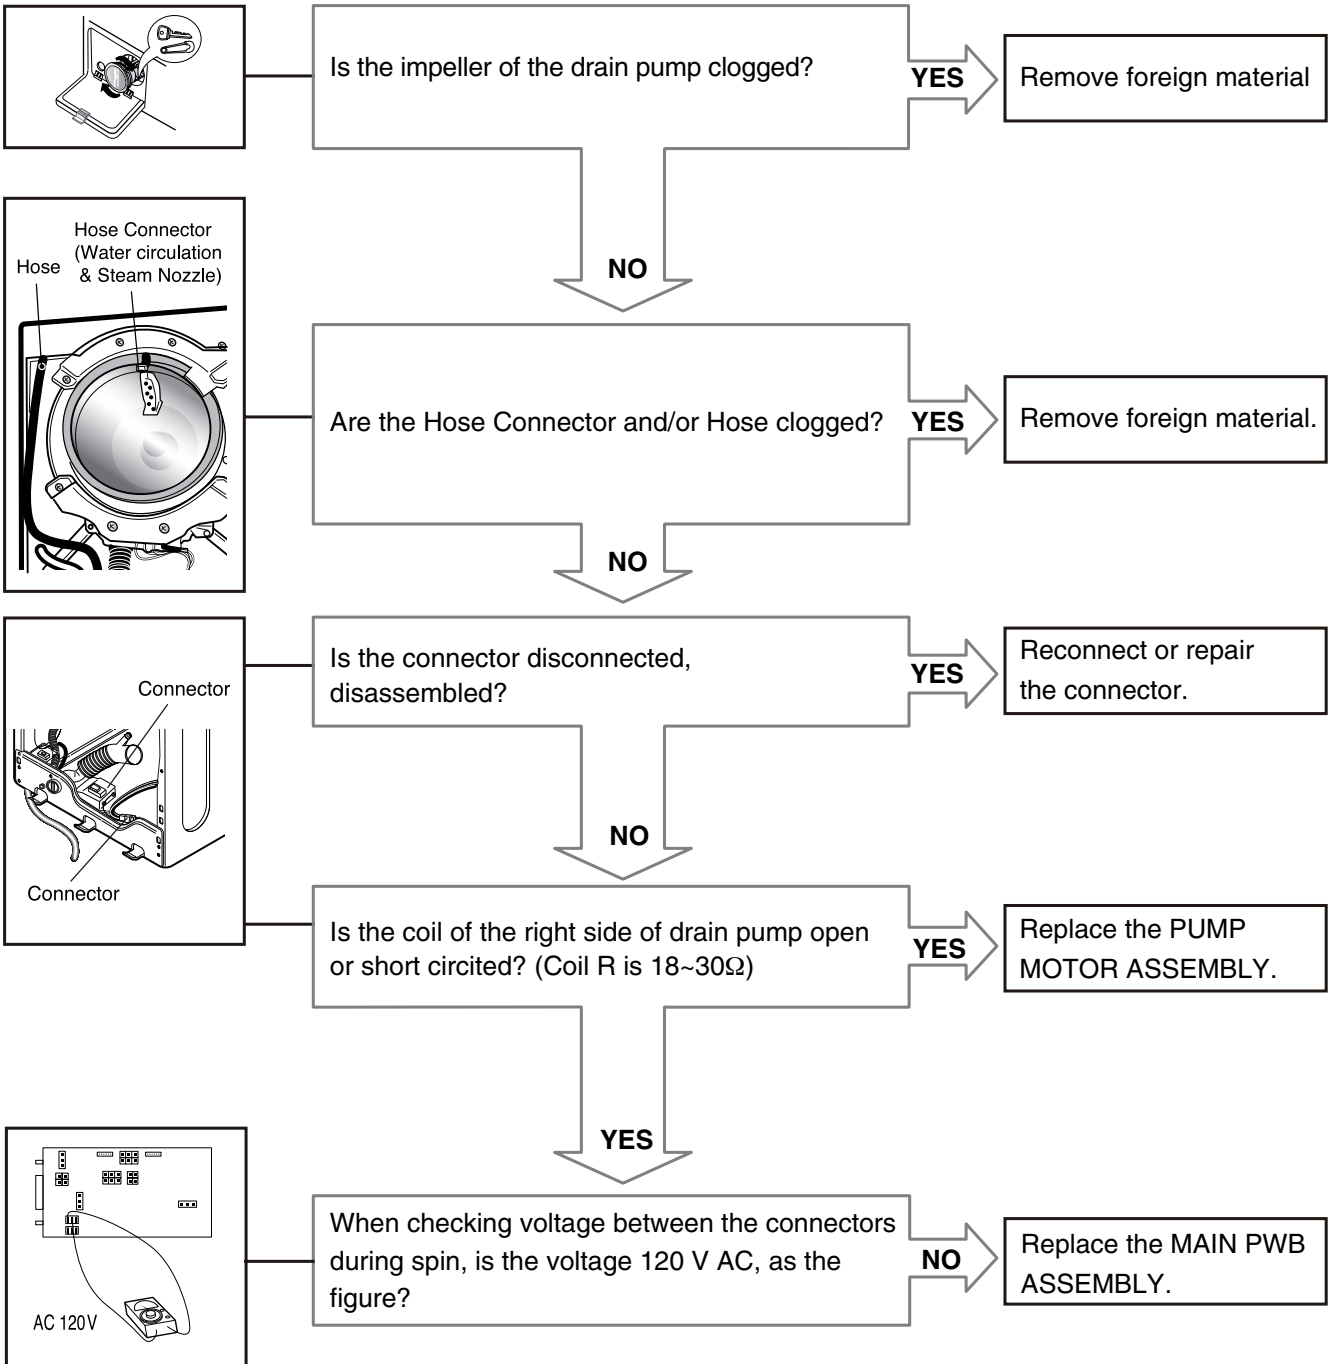 Is the impeller of the drain pump clogged?
YES
Remove foreign material
NO
Hose Connector
(Water circulation
& Steam Nozzle)
Hose
Are the Hose Connector and/or Hose clogged?
YES
Remove foreign material.
NO
Connector
Connector
Is the connector disconnected,
disassembled?
YES
Reconnect or repair
the connector.
NO
Is the coil of the right side of drain pump open
or short circited? (Coil R is 18~30Ω)
YES
Replace the PUMP
MOTOR ASSEMBLY.
YES
AC 120V
When checking voltage between the connectors
during spin, is the voltage 120 V AC, as the
figure?
NO
Replace the MAIN PWB
ASSEMBLY.